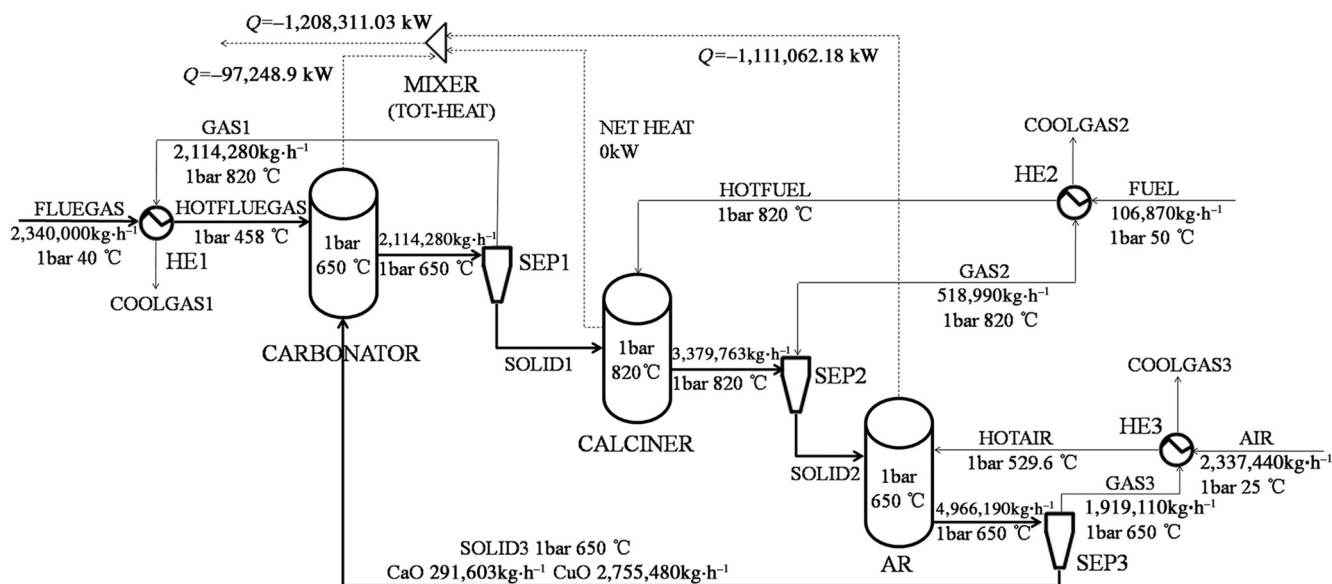 Q=–1,208,311.03 kW
Q=–97,248.9 kW
MIXER
(TOT-HEAT)
Q=–1,111,062.18 kW
GAS1
2,114,280kg·h⁻¹
1bar 820 ℃
NET HEAT
0kW
FLUEGAS
2,340,000kg·h⁻¹
1bar 40 ℃
HE1
COOLGAS1
HOTFLUEGAS
1bar 458 ℃
1bar
650 ℃
CARBONATOR
2,114,280kg·h⁻¹
1bar 650 ℃
SEP1
SOLID1
HOTFUEL
1bar 820 ℃
COOLGAS2
HE2
FUEL
106,870kg·h⁻¹
1bar 50 ℃
GAS2
518,990kg·h⁻¹
1bar 820 ℃
1bar
820℃
CALCINER
3,379,763kg·h⁻¹
1bar 820 ℃
SEP2
SOLID2
COOLGAS3
HE3
HOTAIR
1bar 529.6 ℃
AIR
2,337,440kg·h⁻¹
1bar 25 ℃
1bar
650 ℃
AR
4,966,190kg·h⁻¹
1bar 650 ℃
GAS3
1,919,110kg·h⁻¹
1bar 650 ℃
SEP3
SOLID3 1bar 650 ℃
CaO 291,603kg·h⁻¹ CuO 2,755,480kg·h⁻¹